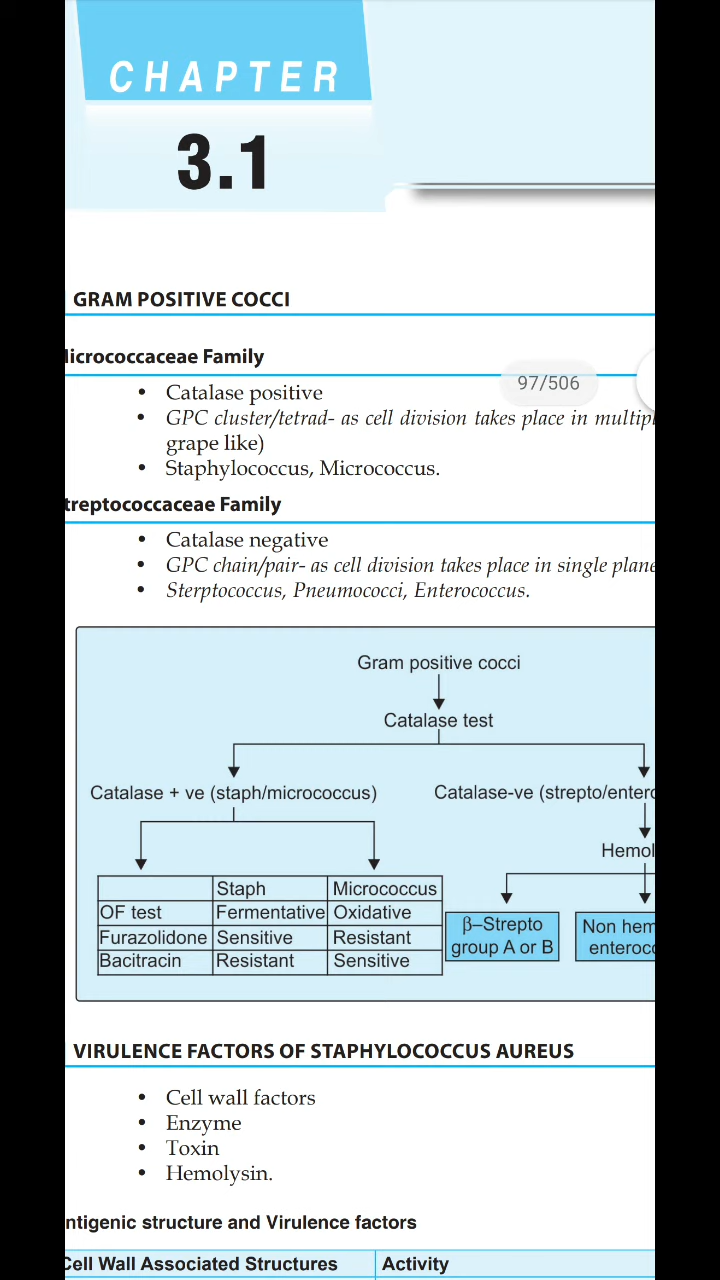 CHAPTER
3.1
GRAM POSITIVE COCCI
icrococcaceae Family
97/506
• Catalase positive
• GPC cluster/tetrad- as cell division takes place in multipl
grape like)
• Staphylococcus, Micrococcus.
treptococcaceae Family
• Catalase negative
• GPC chain/pair- as cell division takes place in single plane
• Sterptococcus, Pneumococci, Enterococcus.
Gram positive cocci
Catalase test
Catalase + ve (staph/micrococcus)
Catalase-ve (strepto/entero
Hemol
Staph Micrococcus
OF test Fermentative Oxidative
Furazolidone Sensitive Resistant
Bacitracin Resistant Sensitive
β–Strepto
group A or B
Non hem
enteroc
VIRULENCE FACTORS OF STAPHYLOCOCCUS AUREUS
• Cell wall factors
• Enzyme
• Toxin
• Hemolysin.
ntigenic structure and Virulence factors
Cell Wall Associated Structures Activity